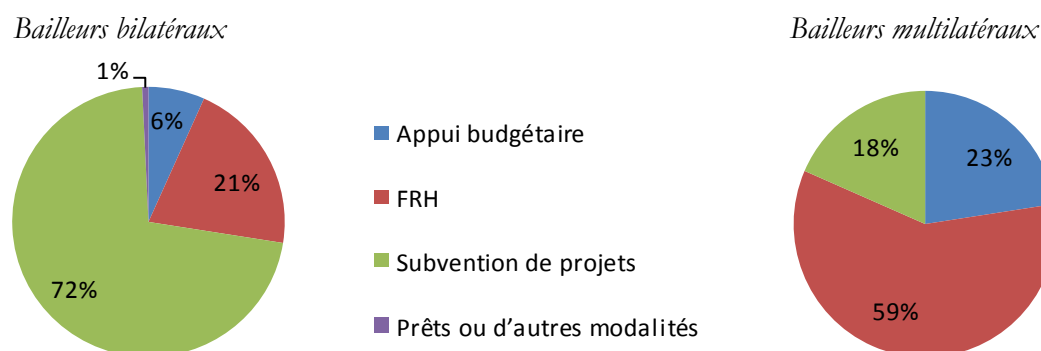 Bailleurs bilatéraux
Bailleurs multilatéraux
1%
6%
21%
72%
Appui budgétaire
FRH
Subvention de projets
Prêts ou d'autres modalités
18%
23%
59%